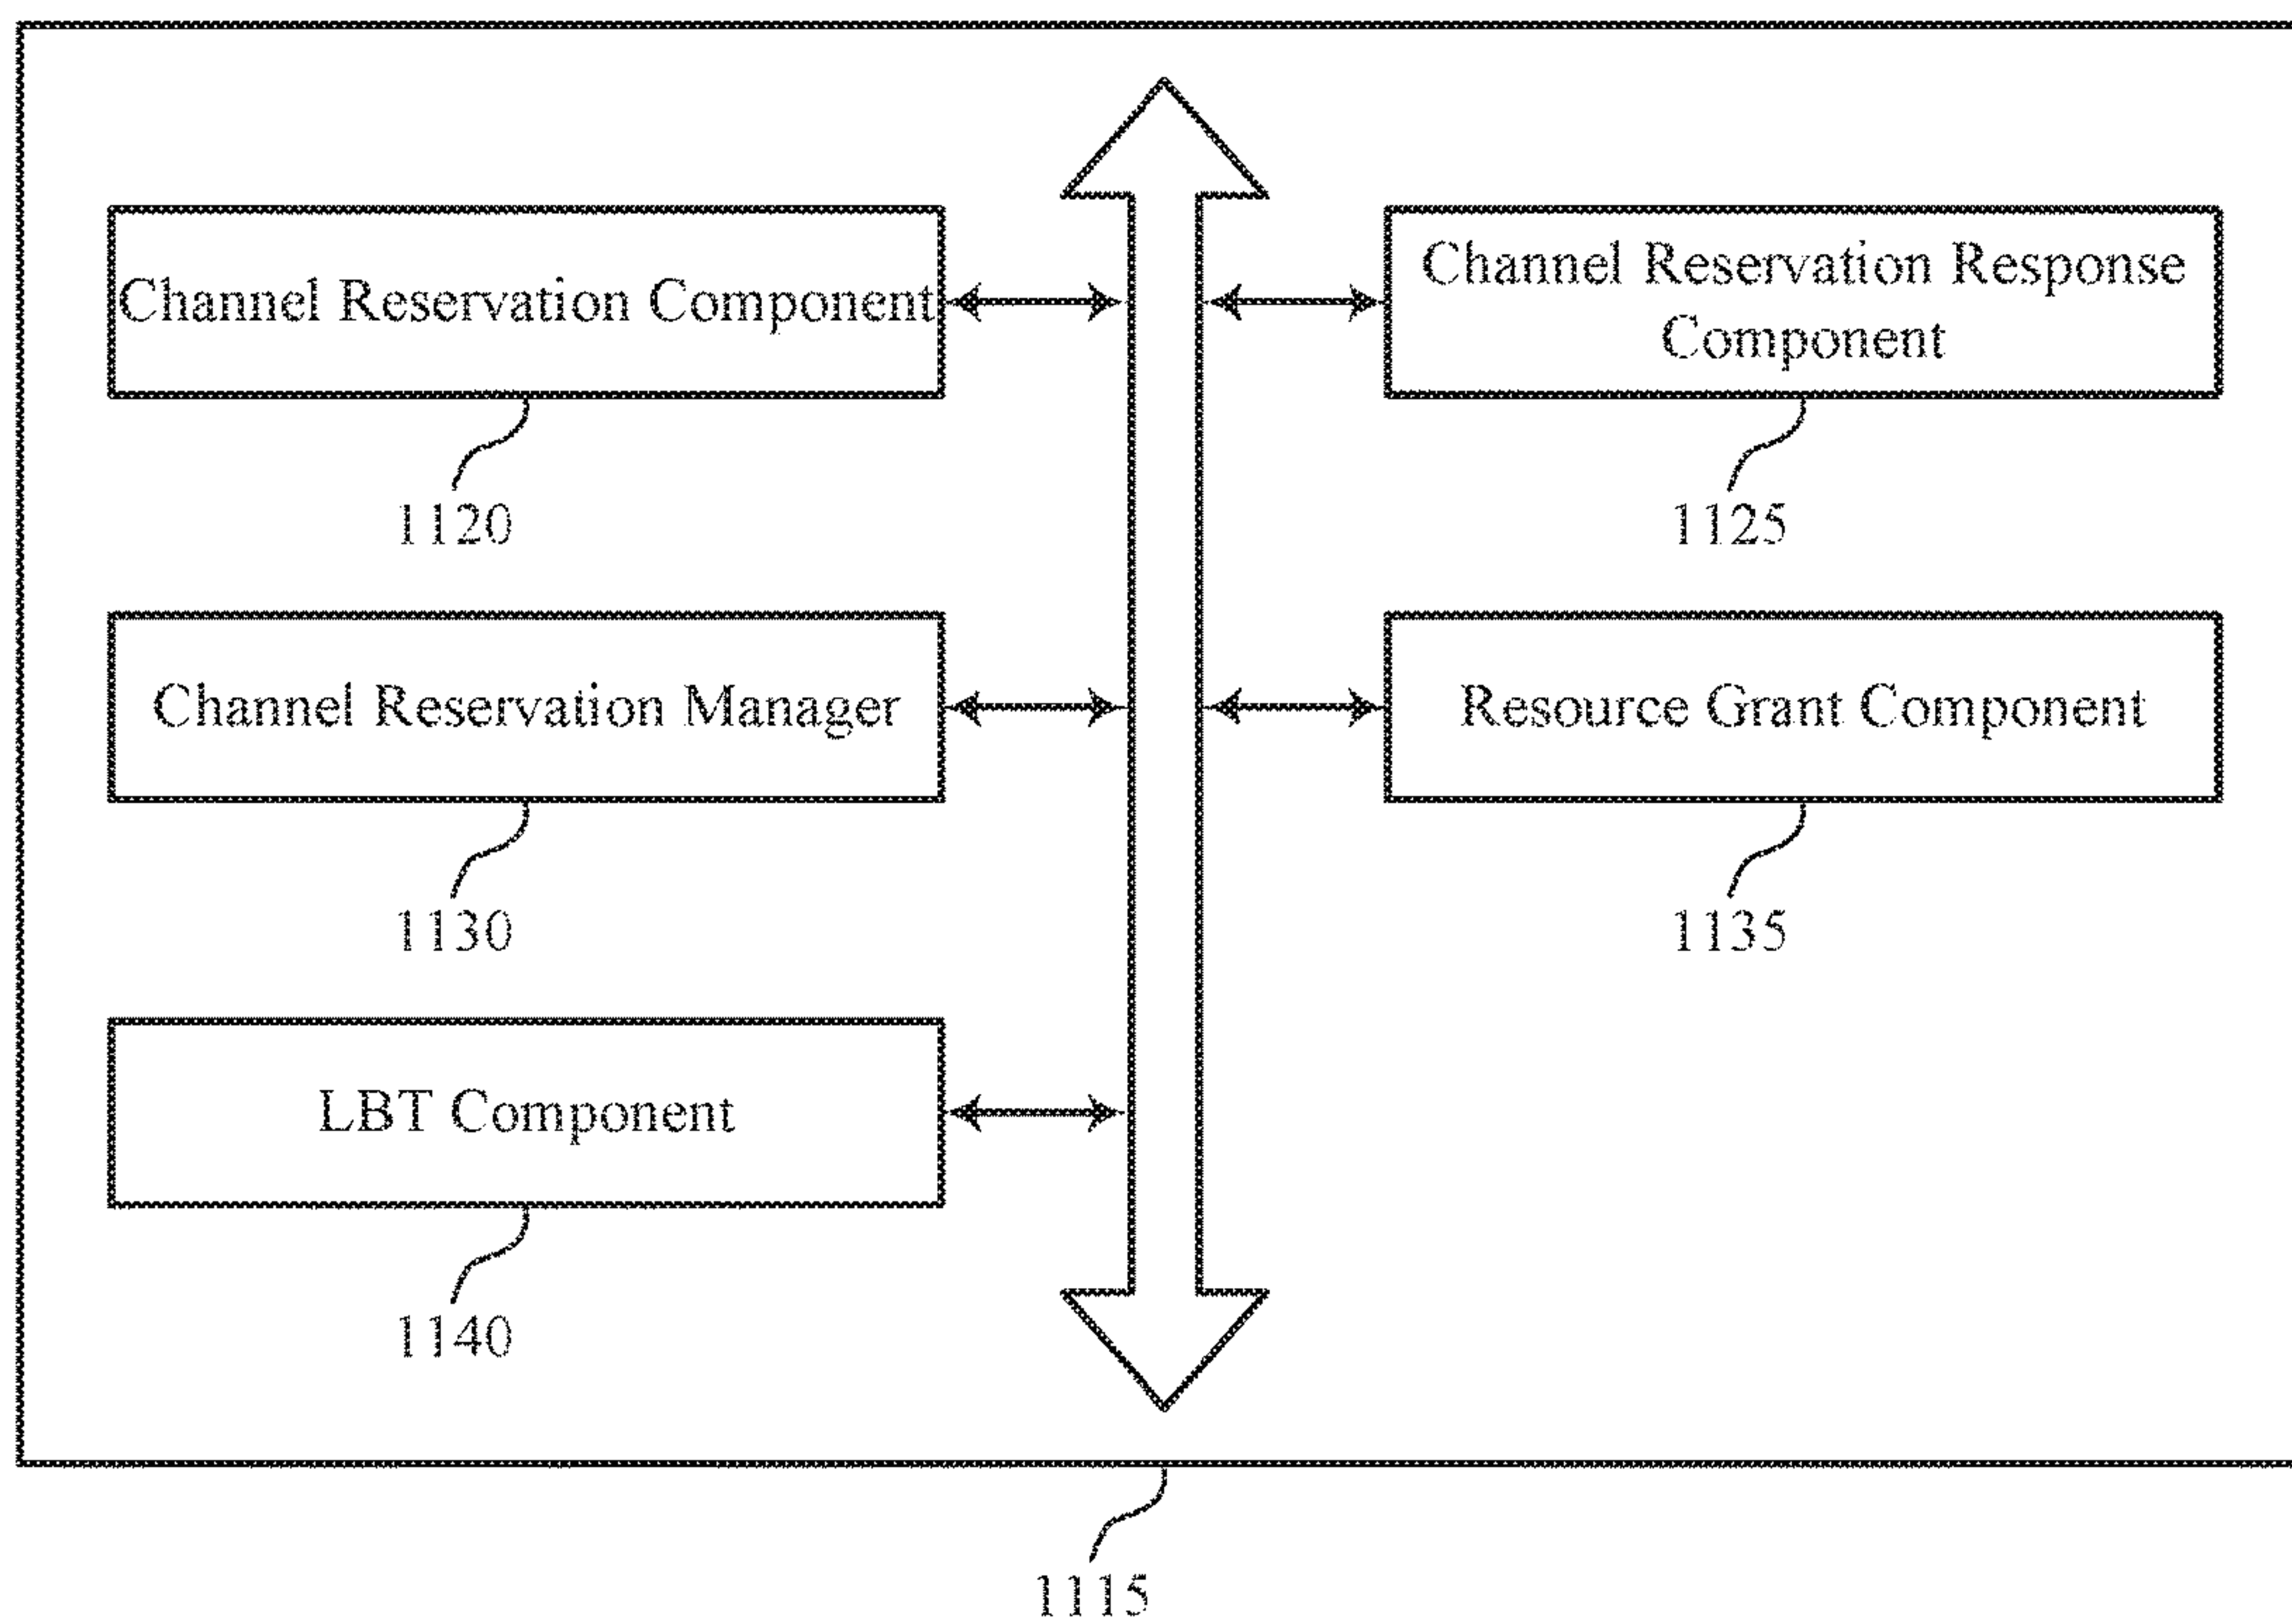 Channel Reservation Component
1120
Channel Reservation Response
Component
1125
Channel Reservation Manager
1130
Resource Grant Component
1135
LBT Component
1140
1115